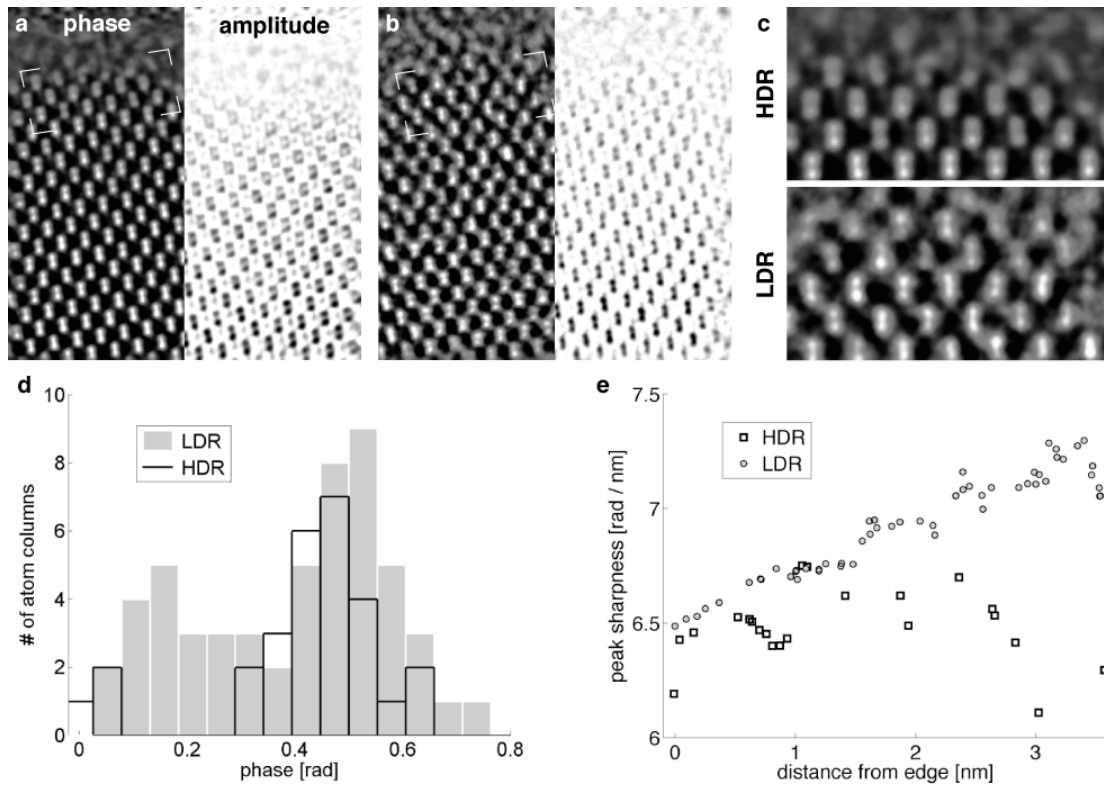 a phase amplitude b c
HDR
LDR
d
10
8
6
4
2
0
# of atom columns
LDR
HDR
0 0.2 0.4 0.6 0.8
phase [rad]
e
7.5
7
6.5
6
peak sharpness [rad / nm]
HDR
LDR
0 1 2 3
distance from edge [nm]